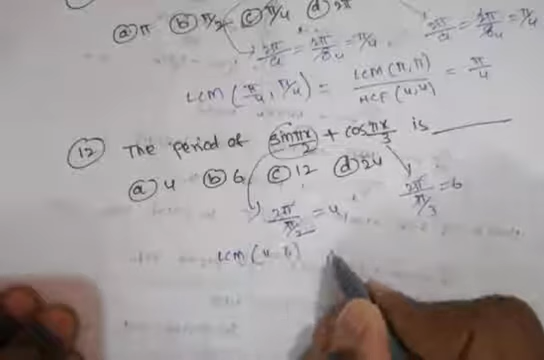 (a) π (b) π/2 (c) π/4 (d) 2π
2π/4 = 2π/8 4 = π/4
LCM (π/4, π/4) = LCM(π, π) / HCF(4,4) = π/4
(12) The period of sin πx/2 + cos πx/3 is ______
(a) 4 (b) 6 (c) 12 (d) 24
2π / π/2 = 4, 2π / π/3 = 6
LCM (4 6)